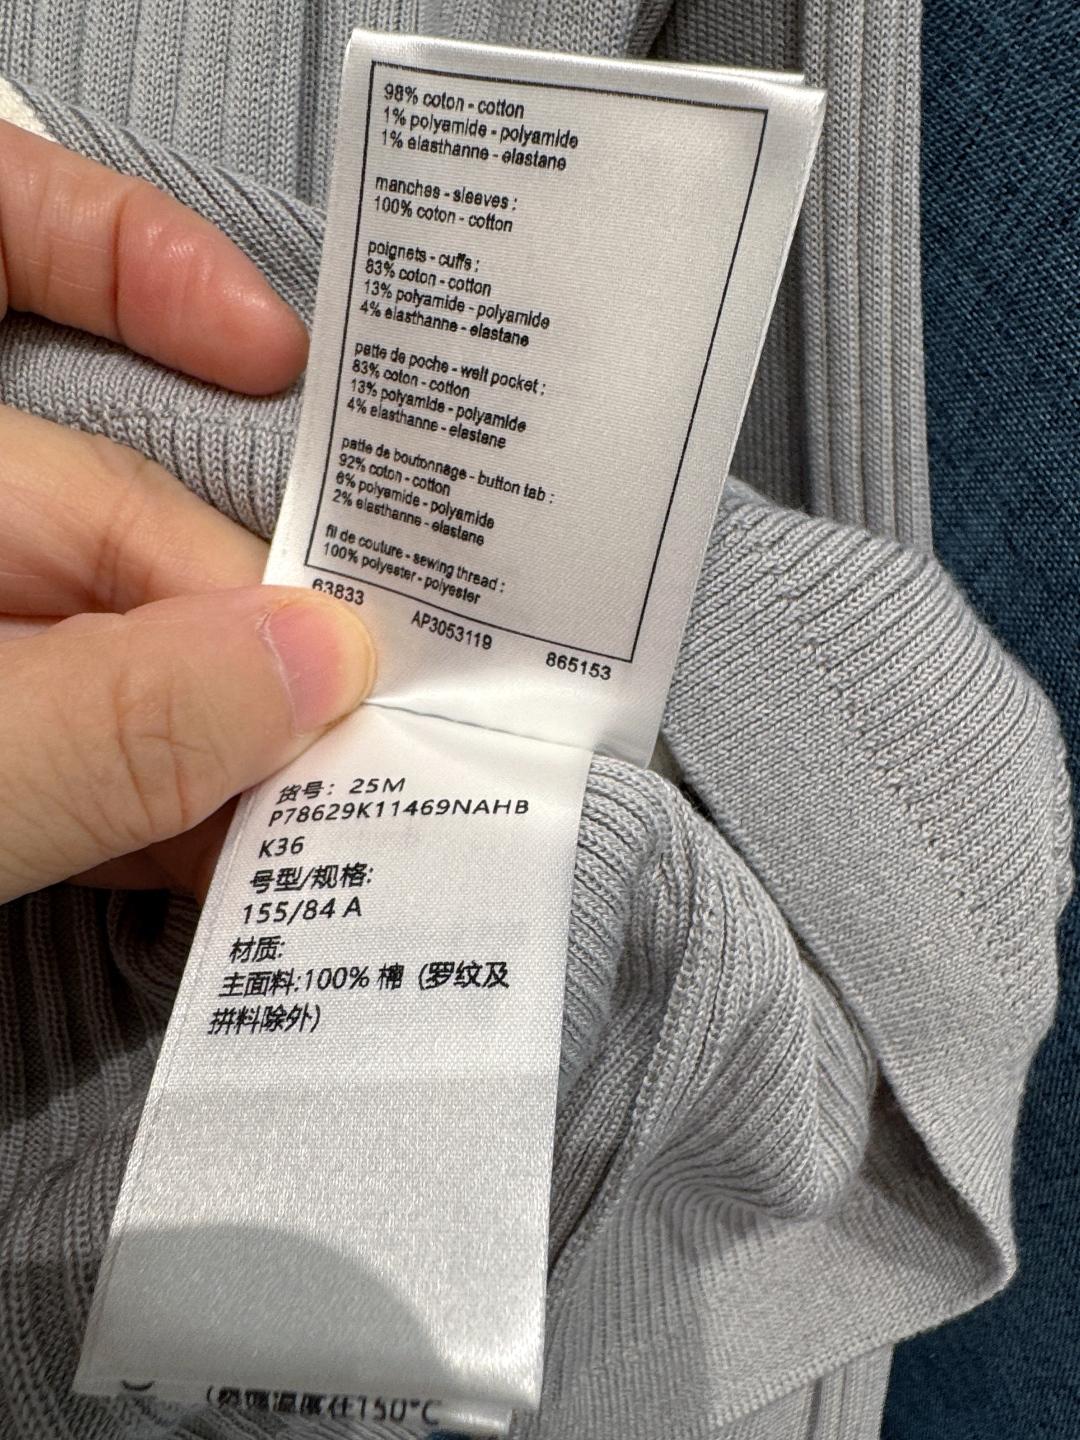 98% coton - cotton
1% polyamide - polyamide
1% elasthanne - elastane
manches - sleeves :
100% coton - cotton
poignets - cuffs :
83% coton - cotton
13% polyamide - polyamide
4% elasthanne - elastane
patte de poche - welt pocket :
83% coton - cotton
13% polyamide - polyamide
4% elasthanne - elastane
patte de boutonnage - button tab :
92% coton - cotton
6% polyamide - polyamide
2% elasthanne - elastane
fil de couture - sewing thread :
100% polyester - polyester
63833 AP3053119 865153
货号: 25M
P78629K11469NAHB
K36
号型/规格:
155/84 A
材质:
主面料:100% 棉 (罗纹及
拼料除外)
150°C